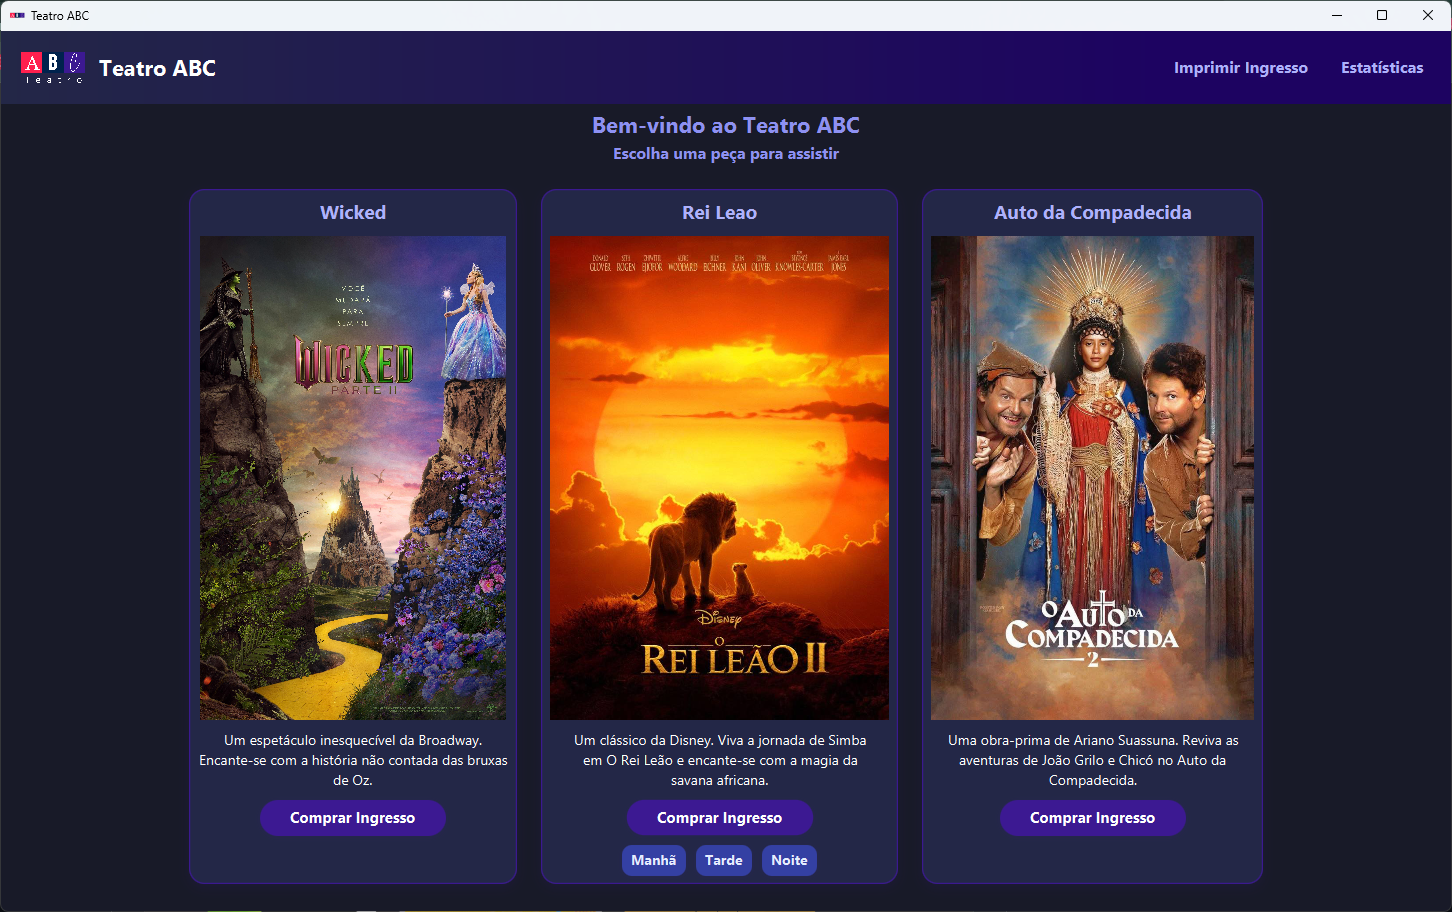 Teatro ABC
ABC
Teatro
Teatro ABC
Imprimir Ingresso
Estatísticas
Bem-vindo ao Teatro ABC
Escolha uma peça para assistir
Wicked
VOCÊ
MUDARÁ
PARA
SEMPRE
WICKED
PARTE II
Um espetáculo inesquecível da Broadway.
Encante-se com a história não contada das bruxas
de Oz.
Comprar Ingresso
Rei Leao
DONALD GLOVER SETH ROGEN CHIWETEL EJIOFOR ALFRE WOODARD BILLY EICHNER JOHN KANI JOHN OLIVER BEYONCÉ KNOWLES-CARTER JAMES EARL JONES
DISNEY
O
REI LEÃO II
Um clássico da Disney. Viva a jornada de Simba
em O Rei Leão e encante-se com a magia da
savana africana.
Comprar Ingresso
Manhã
Tarde
Noite
Auto da Compadecida
O AUTO DA
COMPADECIDA
2
Uma obra-prima de Ariano Suassuna. Reviva as
aventuras de João Grilo e Chicó no Auto da
Compadecida.
Comprar Ingresso